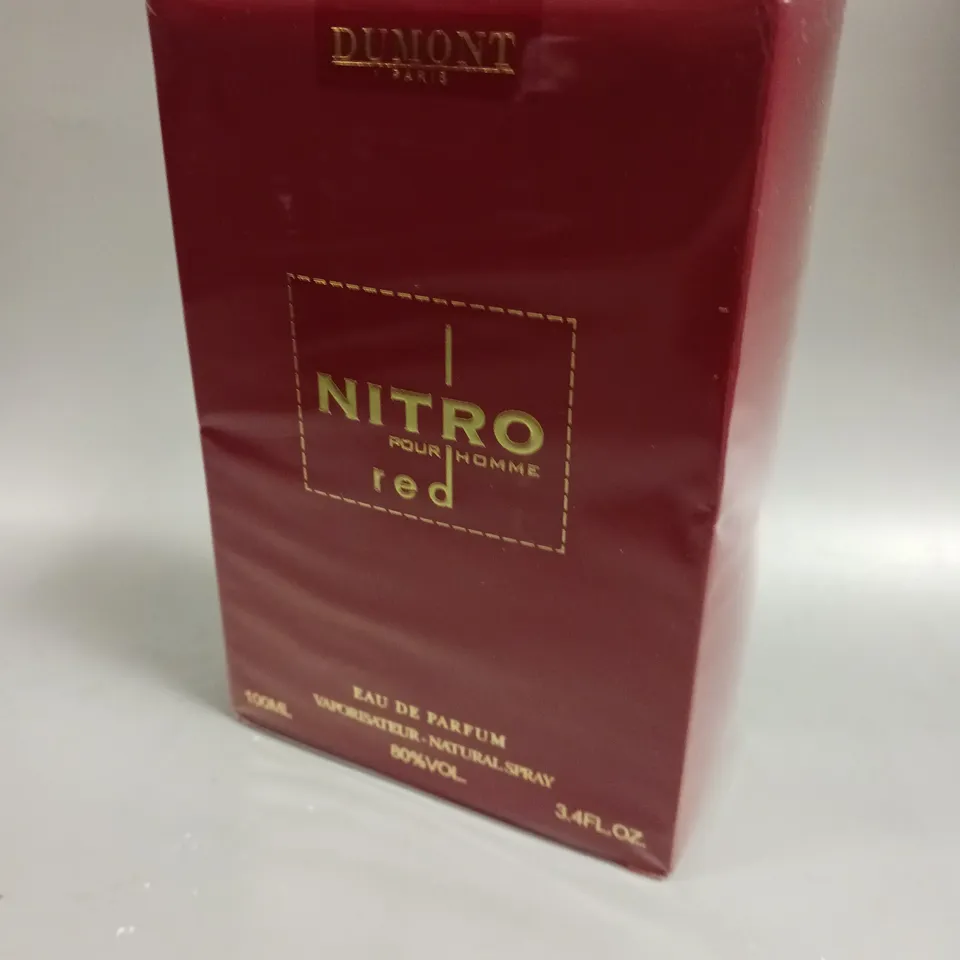 DUMONT
PARIS
NITRO
POUR HOMME
red
EAU DE PARFUM
100ML
VAPORISATEUR - NATURAL SPRAY
80%VOL.
3.4FL.OZ.